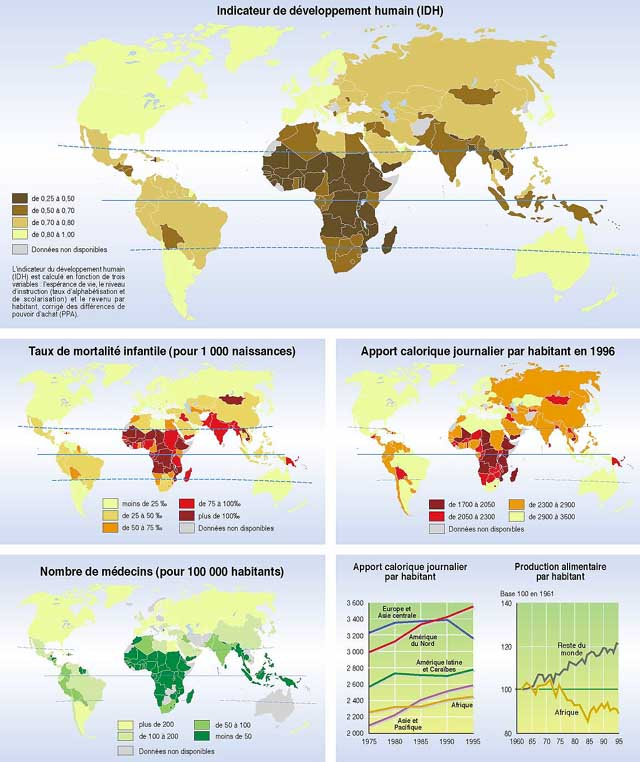 Indicateur de développement humain (IDH)
de 0,25 à 0,50
de 0,50 à 0,70
de 0,70 à 0,80
de 0,80 à 1,00
Données non disponibles
L'indicateur du développement humain
(IDH) est calculé en fonction de trois
variables : l'espérance de vie, le niveau
d'instruction (taux d'alphabétisation et
de scolarisation) et le revenu par
habitant, corrigé des différences de
pouvoir d'achat (PPA).
Taux de mortalité infantile (pour 1 000 naissances)
moins de 25 ‰
de 25 à 50 ‰
de 50 à 75 ‰
de 75 à 100‰
plus de 100‰
Données non disponibles
Apport calorique journalier par habitant en 1996
de 1700 à 2050
de 2050 à 2300
de 2300 à 2900
de 2900 à 3500
Données non disponibles
Nombre de médecins (pour 100 000 habitants)
plus de 200
de 100 à 200
de 50 à 100
moins de 50
Données non disponibles
Apport calorique journalier
par habitant
3 600
3 400
3 200
3 000
2 800
2 600
2 400
2 200
2 000
Europe et
Asie centrale
Amérique
du Nord
Amérique latine
et Caraïbes
Afrique
Asie et
Pacifique
1975 1980 1985 1990 1995
Production alimentaire
par habitant
Base 100 en 1961
140
120
100
80
Reste du
monde
Afrique
1960 65 70 75 80 85 90 95